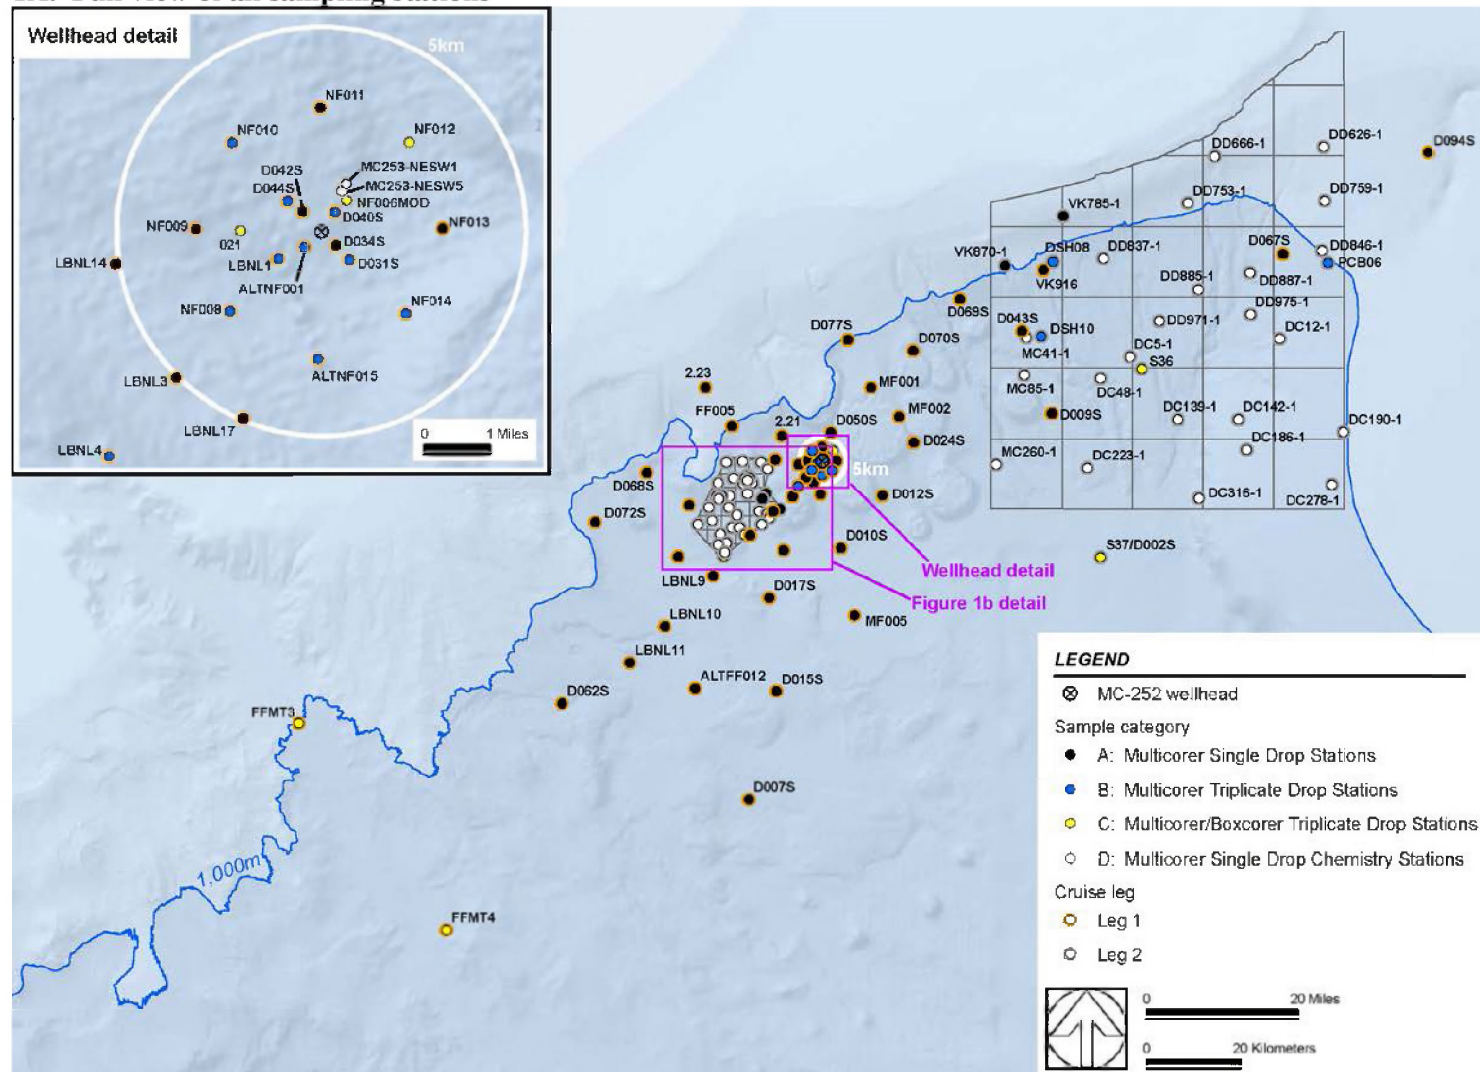 Wellhead detail
5km
NF011
NF010
NF012
MC253-NESW1
D042S
MC253-NESW5
D044S
NF006MOD
D040S
NF009
NF013
021
D034S
LBNL14
LBNL1
D031S
ALTNF001
NF008
NF014
ALTNF015
LBNL3
LBNL17
LBNL4
0 1 Miles
DD626-1
D094S
DD666-1
DD753-1
DD759-1
VK785-1
D067S
DSH08
DD837-1
DD846-1
VK870-1
PCB06
VK916
DD887-1
DD885-1
D069S
DD975-1
D043S
DD971-1
D077S
DSH10
DC12-1
D070S
MC41-1
DC5-1
S36
2.23
MF001
MC85-1
DC48-1
FF005
MF002
D009S
DC139-1
DC142-1
2.21
D050S
DC190-1
D024S
DC186-1
5km
MC260-1
DC223-1
D068S
DC278-1
D012S
DC316-1
D072S
D010S
S37/D002S
Wellhead detail
LBNL9
D017S
Figure 1b detail
LBNL10
MF005
LBNL11
ALTFF012
D015S
D062S
FFMT3
D007S
1,000m
FFMT4
LEGEND
MC-252 wellhead
Sample category
A: Multicorer Single Drop Stations
B: Multicorer Triplicate Drop Stations
C: Multicorer/Boxcorer Triplicate Drop Stations
D: Multicorer Single Drop Chemistry Stations
Cruise leg
Leg 1
Leg 2
0 20 Miles
0 20 Kilometers